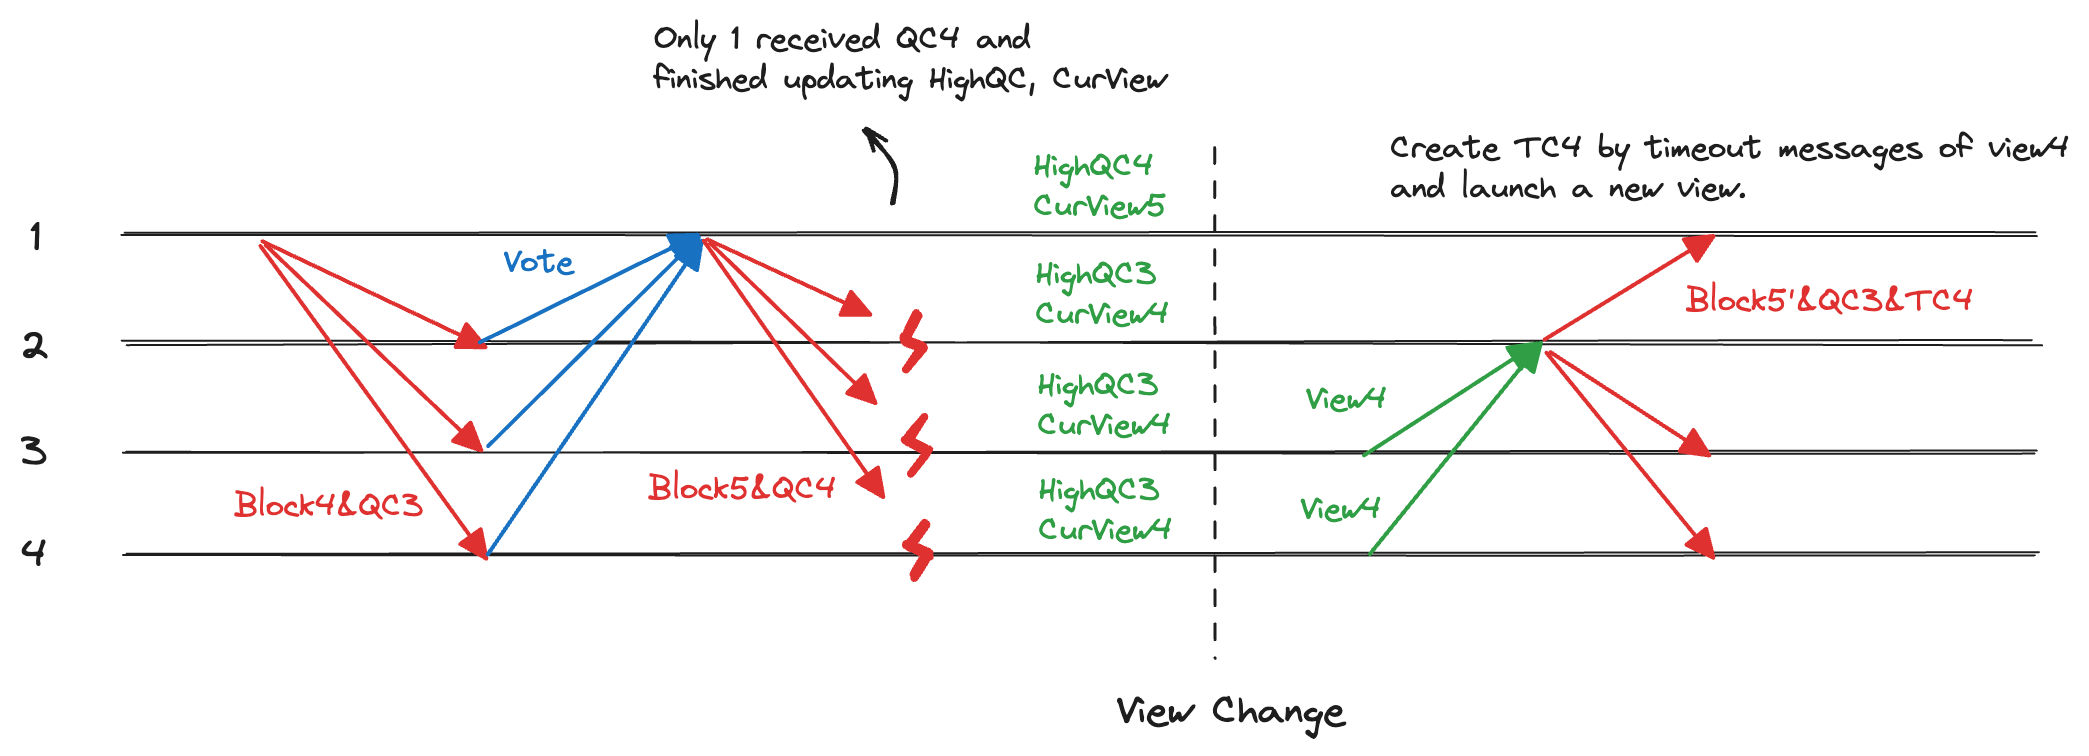 Only 1 received QC4 and
finished updating HighQC, CurView
Create TC4 by timeout messages of view4
and launch a new view.
HighQC4
CurView5
1
Vote
HighQC3
CurView4
Block5'&QC3&TC4
2
HighQC3
CurView4
View4
3
Block4&QC3
Block5&QC4
HighQC3
CurView4
View4
4
View Change